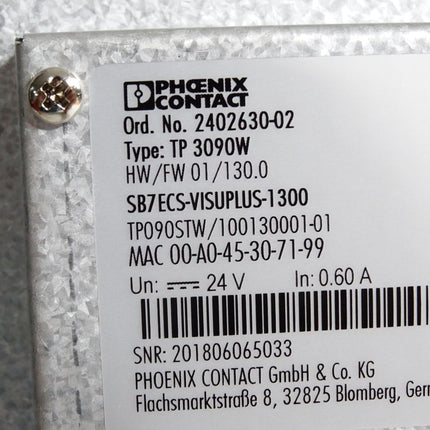 PHŒNIX
CONTACT
Ord. No. 2402630-02
Type: TP 3090W
HW/FW 01/130.0
SB7ECS-VISUPLUS-1300
TP090STW/100130001-01
MAC 00-A0-45-30-71-99
Un: ⎓ 24 V In: 0.60 A
SNR: 201806065033
PHOENIX CONTACT GmbH & Co. KG
Flachsmarktstraße 8, 32825 Blomberg, Gern